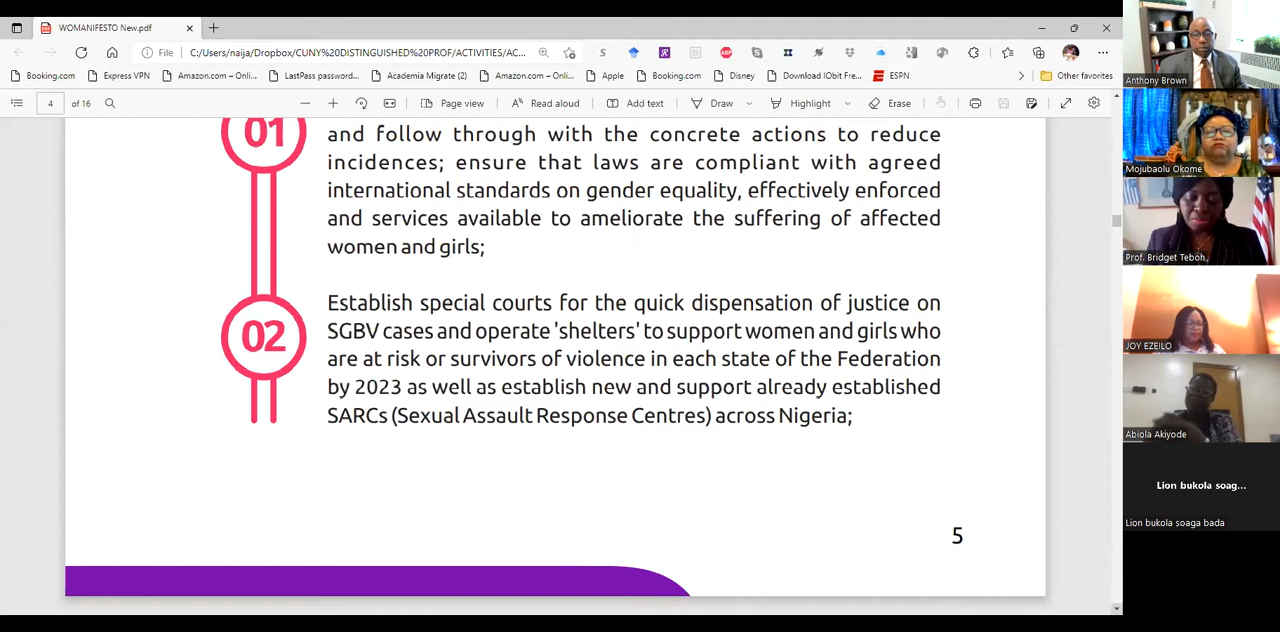 WOMANIFESTO New.pdf
File
C:/Users/naija/Dropbox/CUNY%20DISTINGUISHED%20PROF/ACTIVITIES/AC...
Booking.com
Express VPN
Amazon.com – Onli...
LastPass password...
Academia Migrate (2)
Amazon.com – Onli...
Apple
Booking.com
Disney
Download IObit Fre...
ESPN
Other favorites
4 of 16
Page view
Read aloud
Add text
Draw
Highlight
Erase
01
and follow through with the concrete actions to reduce
incidences; ensure that laws are compliant with agreed
international standards on gender equality, effectively enforced
and services available to ameliorate the suffering of affected
women and girls;
02
Establish special courts for the quick dispensation of justice on
SGBV cases and operate 'shelters' to support women and girls who
are at risk or survivors of violence in each state of the Federation
by 2023 as well as establish new and support already established
SARCs (Sexual Assault Response Centres) across Nigeria;
5
Anthony Brown
Mojubaolu Okome
Prof. Bridget Teboh,
JOY EZEILO
Abiola Akiyode
Lion bukola soag...
Lion bukola soaga bada